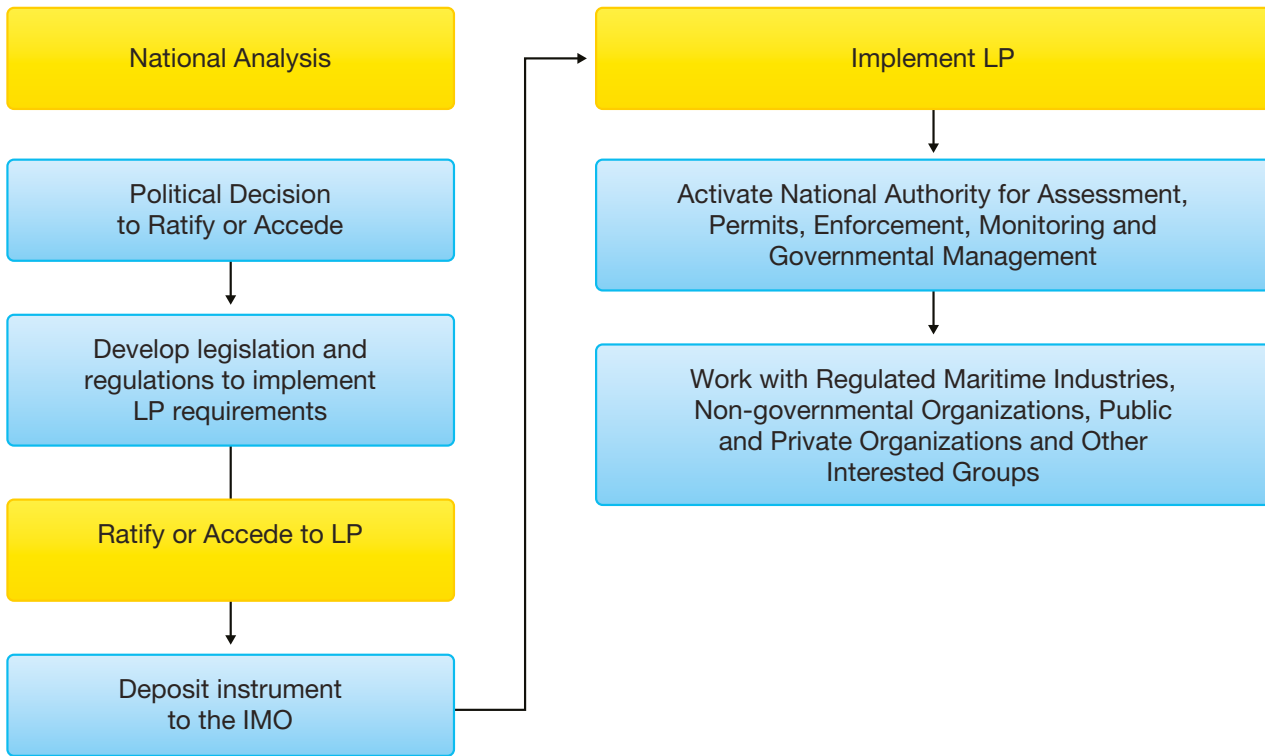 National Analysis
Political Decision
to Ratify or Accede
Develop legislation and
regulations to implement
LP requirements
Ratify or Accede to LP
Deposit instrument
to the IMO
Implement LP
Activate National Authority for Assessment,
Permits, Enforcement, Monitoring and
Governmental Management
Work with Regulated Maritime Industries,
Non-governmental Organizations, Public
and Private Organizations and Other
Interested Groups